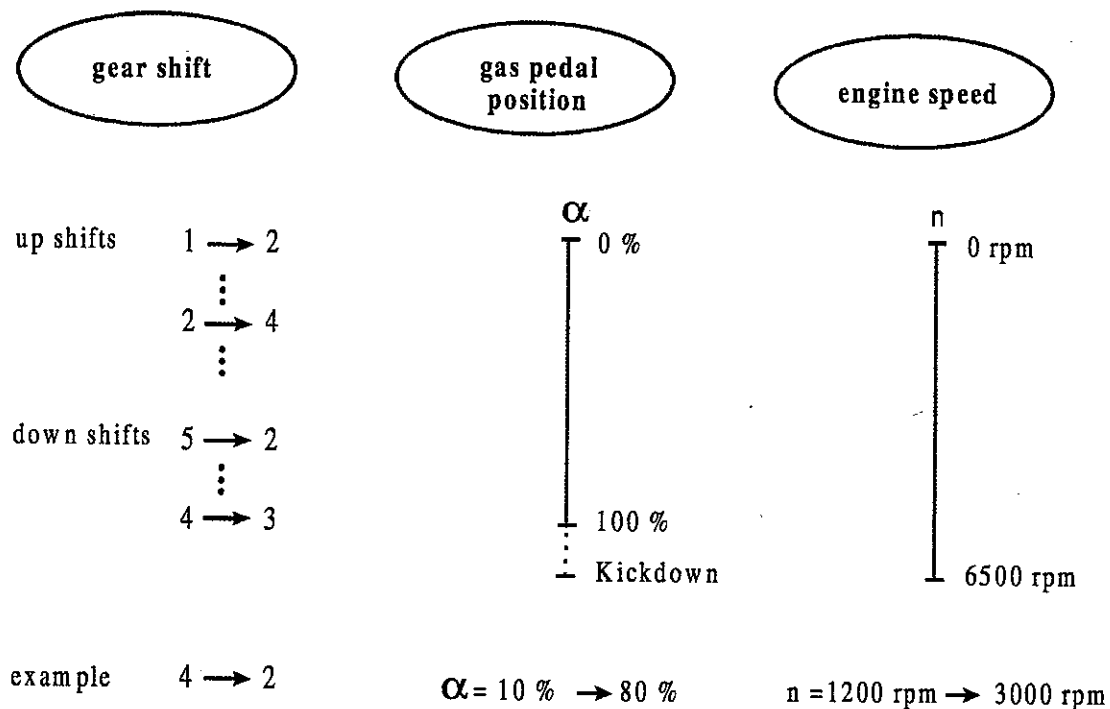 gear shift
gas pedal
position
engine speed
α
n
up shifts 1 → 2
0 %
0 rpm
2 → 4
down shifts 5 → 2
4 → 3
100 %
Kickdown
6500 rpm
example 4 → 2
α = 10 % → 80 %
n =1200 rpm → 3000 rpm